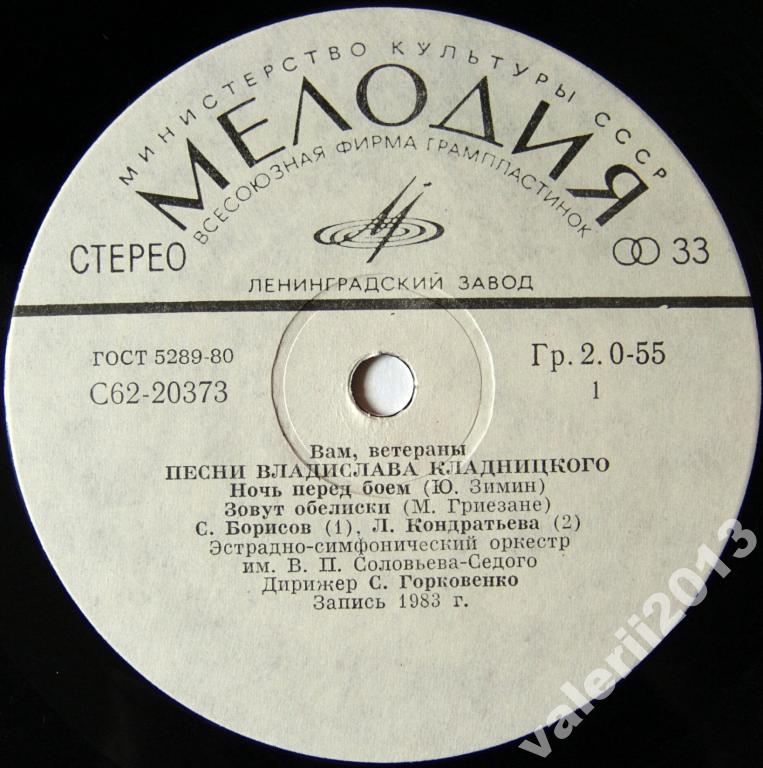 МИНИСТЕРСТВО КУЛЬТУРЫ СССР
МЕЛОДИЯ
ВСЕСОЮЗНАЯ ФИРМА ГРАМПЛАСТИНОК
СТЕРЕО
33
ЛЕНИНГРАДСКИЙ ЗАВОД
ГОСТ 5289-80
Гр. 2. 0-55
С62-20373
1
Вам, ветераны
ПЕСНИ ВЛАДИСЛАВА КЛАДНИЦКОГО
Ночь перед боем (Ю. Зимин)
Зовут обелиски (М. Гриезане)
С. Борисов (1), Л. Кондратьева (2)
Эстрадно-симфонический оркестр
им. В. П. Соловьева-Седого
Дирижер С. Горковенко
Запись 1983 г.
valerii2013